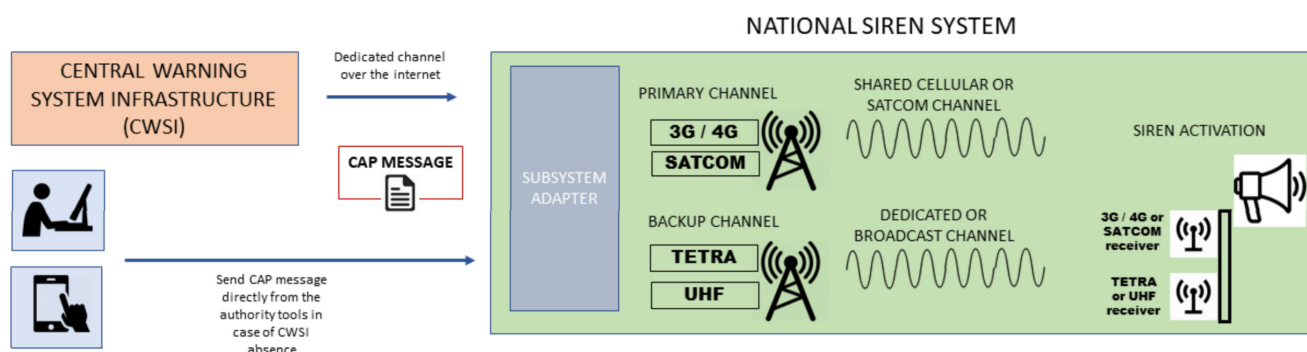 NATIONAL SIREN SYSTEM
CENTRAL WARNING
SYSTEM INFRASTRUCTURE
(CWSI)
Dedicated channel
over the internet
CAP MESSAGE
Send CAP message
directly from the
authority tools in
case of CWSI
absence
SUBSYSTEM
ADAPTER
PRIMARY CHANNEL
3G / 4G
SATCOM
SHARED CELLULAR OR
SATCOM CHANNEL
BACKUP CHANNEL
TETRA
UHF
DEDICATED OR
BROADCAST CHANNEL
SIREN ACTIVATION
3G / 4G or
SATCOM
receiver
TETRA
or UHF
receiver